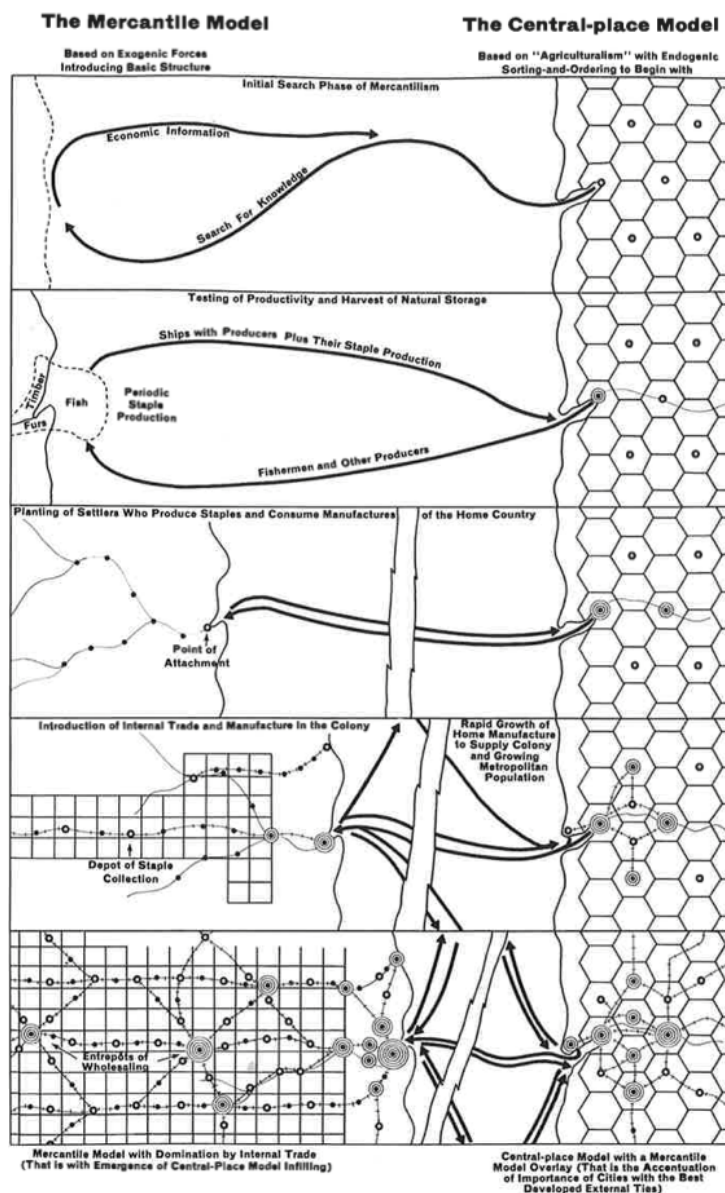 The Mercantile Model
The Central-place Model
Based on Exogenic Forces
Introducing Basic Structure
Based on "Agriculturalism" with Endogenic
Sorting-and-Ordering to Begin with
Initial Search Phase of Mercantilism
Economic Information
Search For Knowledge
Testing of Productivity and Harvest of Natural Storage
Ships with Producers Plus Their Staple Production
Timber
Fish
Furs
Periodic
Staple
Production
Fishermen and Other Producers
Planting of Settlers Who Produce Staples and Consume Manufactures of the Home Country
Point of
Attachment
Introduction of Internal Trade and Manufacture in the Colony
Rapid Growth of
Home Manufacture
to Supply Colony
and Growing
Metropolitan
Population
Depot of Staple
Collection
Entrepôts of
Wholesaling
Mercantile Model with Domination by Internal Trade
(That is with Emergence of Central-Place Model Infilling)
Central-place Model with a Mercantile
Model Overlay (That is the Accentuation
of Importance of Cities with the Best
Developed External Ties)